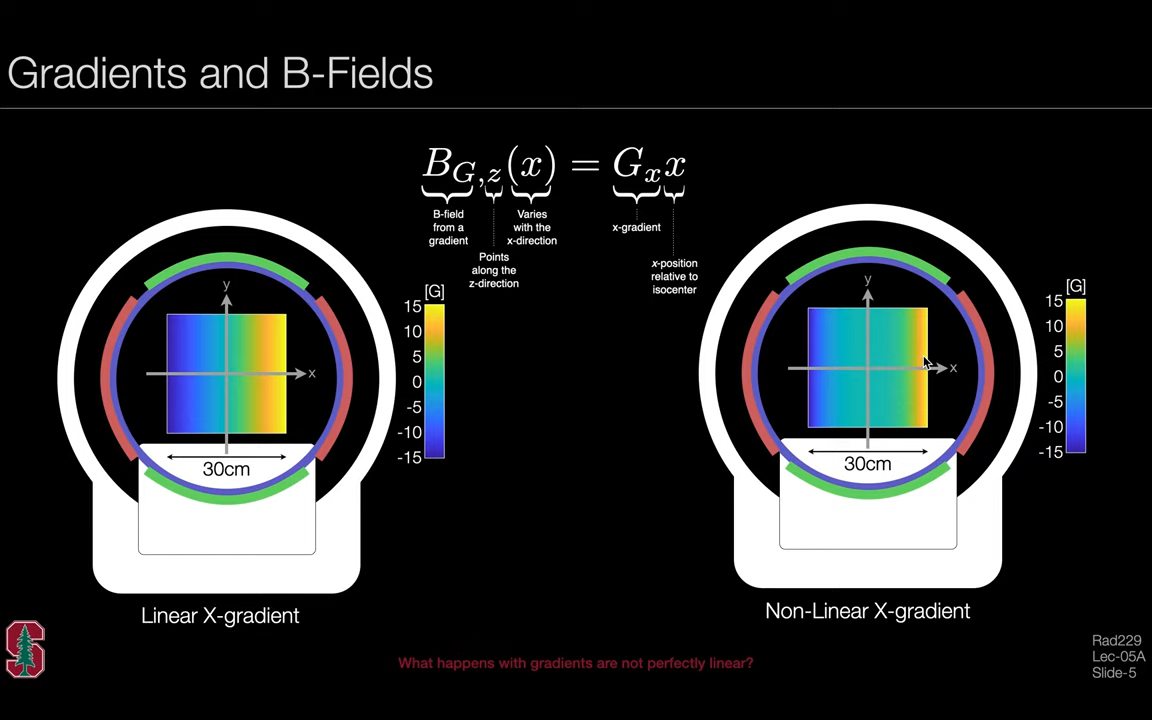 Gradients and B-Fields
B_{G,z}(x) = G_x x
B-field
from a
gradient
Points
along the
z-direction
Varies
with the
x-direction
x-gradient
x-position
relative to
isocenter
y
x
30cm
[G]
15
10
5
0
-5
-10
-15
Linear X-gradient
y
x
30cm
[G]
15
10
5
0
-5
-10
-15
Non-Linear X-gradient
What happens with gradients are not perfectly linear?
S
Rad229
Lec-05A
Slide-5